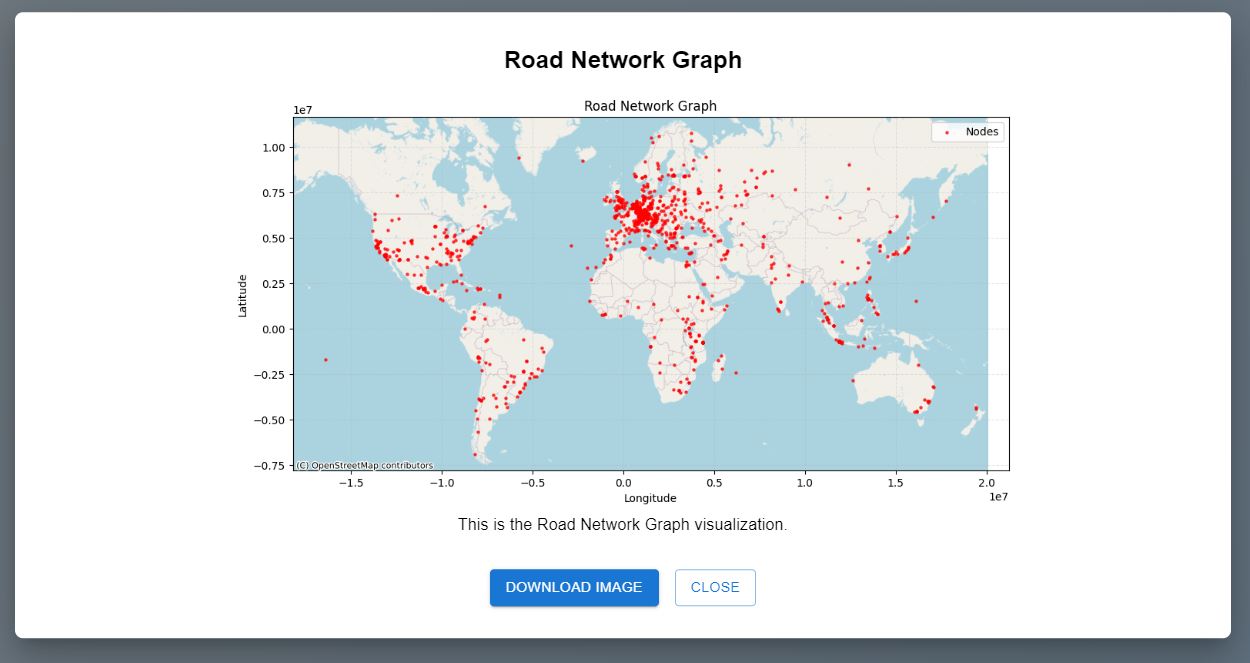 Road Network Graph
Road Network Graph
1e7
Nodes
1.00
0.75
0.50
0.25
0.00
−0.25
−0.50
−0.75
Latitude
(C) OpenStreetMap contributors
−1.5 −1.0 −0.5 0.0 0.5 1.0 1.5 2.0
1e7
Longitude
This is the Road Network Graph visualization.
DOWNLOAD IMAGE CLOSE